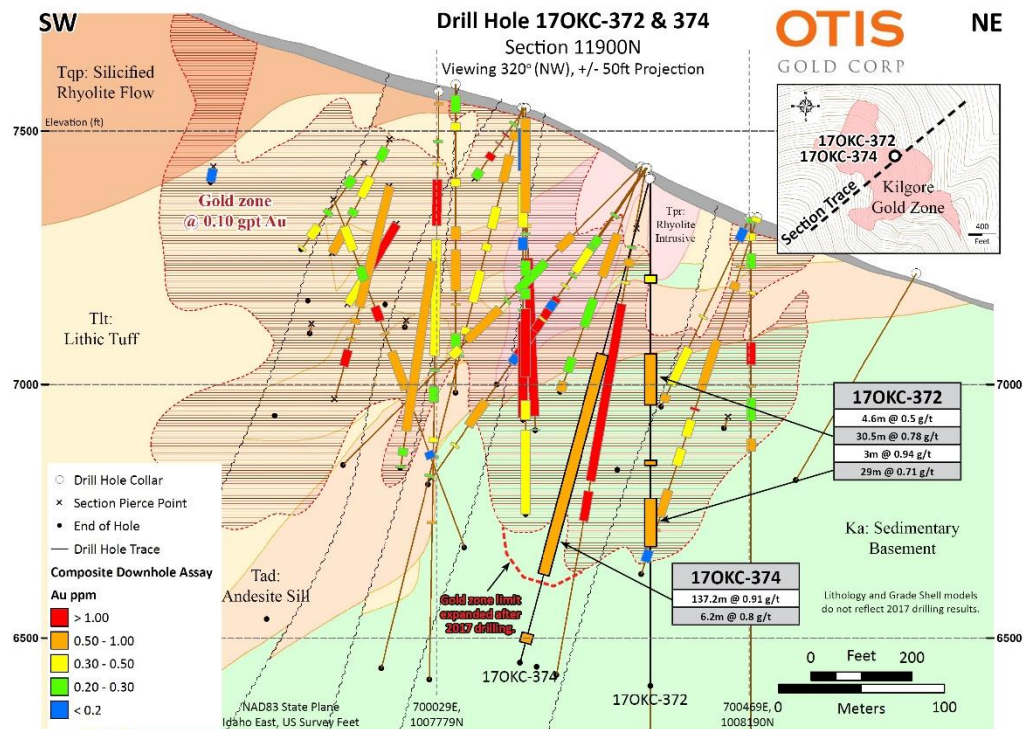 SW
Drill Hole 17OKC-372 & 374
Section 11900N
Viewing 320° (NW), +/- 50ft Projection
OTIS
GOLD CORP
NE
Tqp: Silicified
Rhyolite Flow
7500
Elevation (ft)
17OKC-372
17OKC-374
Kilgore
Gold Zone
Section Trace
400
Feet
Gold zone
@ 0.10 gpt Au
Tpr:
Rhyolite
Intrusive
Tlt:
Lithic Tuff
7000
7000
17OKC-372
4.6m @ 0.5 g/t
30.5m @ 0.78 g/t
3m @ 0.94 g/t
29m @ 0.71 g/t
Drill Hole Collar
Section Pierce Point
End of Hole
Drill Hole Trace
Composite Downhole Assay
Au ppm
> 1.00
0.50 - 1.00
0.30 - 0.50
0.20 - 0.30
< 0.2
Ka: Sedimentary
Basement
Tad:
Andesite Sill
Gold zone limit
expanded after
2017 drilling.
17OKC-374
137.2m @ 0.91 g/t
6.2m @ 0.8 g/t
Lithology and Grade Shell models
do not reflect 2017 drilling results.
6500
6500
17OKC-374
17OKC-372
0 Feet 200
0 Meters 100
NAD83 State Plane
Idaho East, US Survey Feet
700029E,
1007779N
700469E,
1008190N